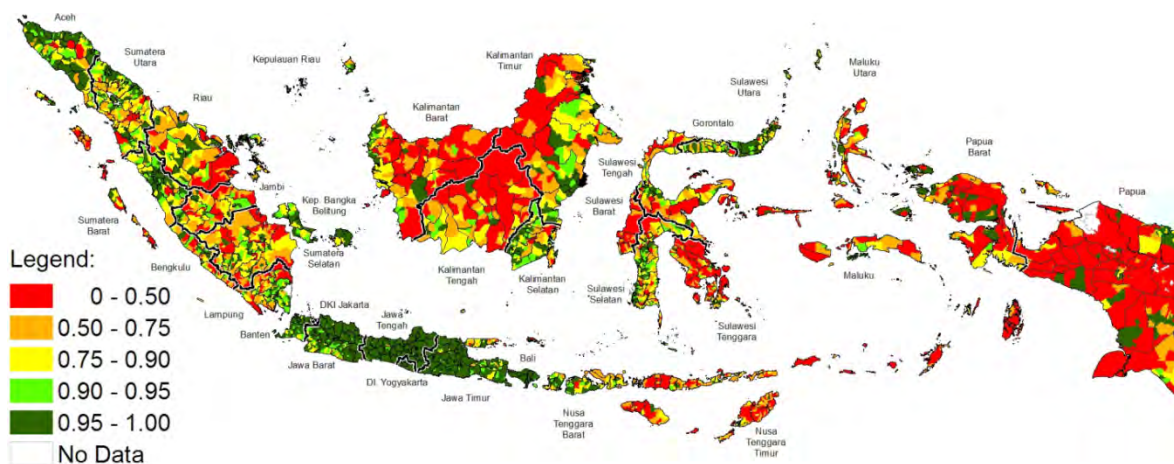 Aceh
Sumatera
Utara
Kepulauan Riau
Riau
Kalimantan
Timur
Kalimantan
Barat
Sulawesi
Utara
Maluku
Utara
Gorontalo
Papua
Barat
Papua
Sulawesi
Tengah
Jambi
Kep. Bangka
Belitung
Sulawesi
Barat
Sumatera
Barat
Sumatera
Selatan
Bengkulu
Kalimantan
Tengah
Kalimantan
Selatan
Maluku
Sulawesi
Selatan
Lampung
DKI Jakarta
Jawa
Tengah
Sulawesi
Tenggara
Banten
Jawa Barat
Bali
DI. Yogyakarta
Jawa Timur
Nusa
Tenggara
Barat
Nusa
Tenggara
Timur
Legend:
0 - 0.50
0.50 - 0.75
0.75 - 0.90
0.90 - 0.95
0.95 - 1.00
No Data